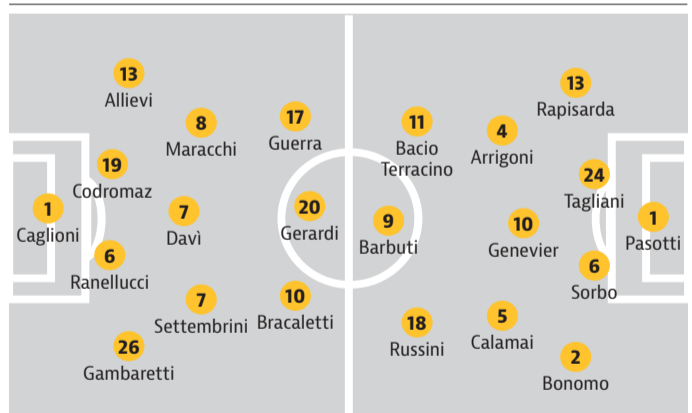 13
Allievi
8
Maracchi
17
Guerra
19
Codromaz
1
Caglioni
7
Davì
20
Gerardi
6
Ranellucci
7
Settembrini
10
Bracaletti
26
Gambaretti
13
Rapisarda
11
Bacio
Terracino
4
Arrigoni
24
Tagliani
9
Barbuti
10
Genevier
1
Pasotti
6
Sorbo
18
Russini
5
Calamai
2
Bonomo